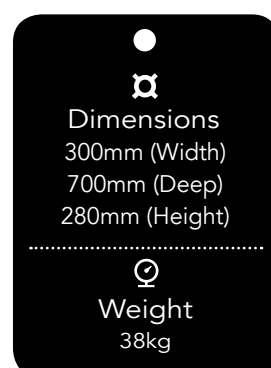 Dimensions
300mm (Width)
700mm (Deep)
280mm (Height)
Weight
38kg